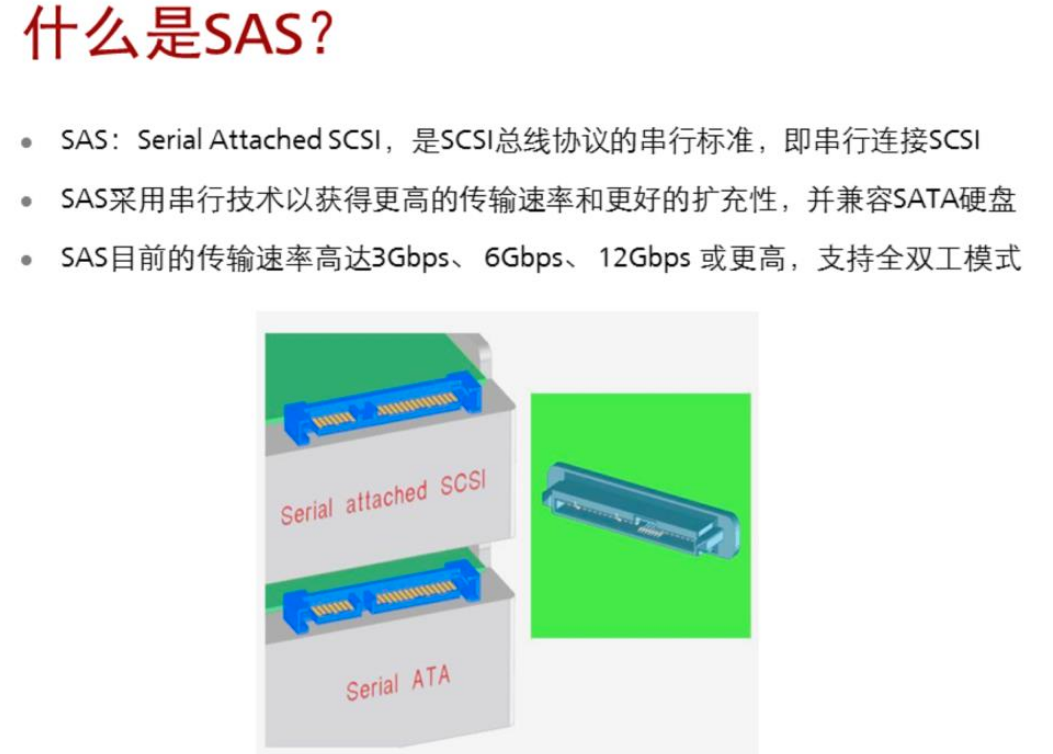 什么是SAS？
SAS：Serial Attached SCSI，是SCSI总线协议的串行标准，即串行连接SCSI
SAS采用串行技术以获得更高的传输速率和更好的扩充性，并兼容SATA硬盘
SAS目前的传输速率高达3Gbps、 6Gbps、 12Gbps 或更高，支持全双工模式
Serial attached SCSI
Serial ATA